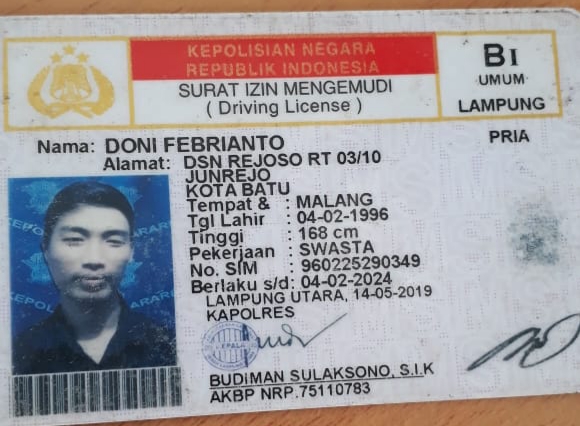 KEPOLISIAN NEGARA
REPUBLIK INDONESIA
SURAT IZIN MENGEMUDI
( Driving License )
BI
UMUM
LAMPUNG
PRIA
Nama: DONI FEBRIANTO
Alamat: DSN REJOSO RT 03/10
JUNREJO
KOTA BATU
Tempat & : MALANG
Tgl Lahir : 04-02-1996
Tinggi : 168 cm
Pekerjaan : SWASTA
No. SIM : 960225290349
Berlaku s/d: 04-02-2024
LAMPUNG UTARA, 14-05-2019
KAPOLRES
BUDIMAN SULAKSONO, S.I.K
AKBP NRP.75110783